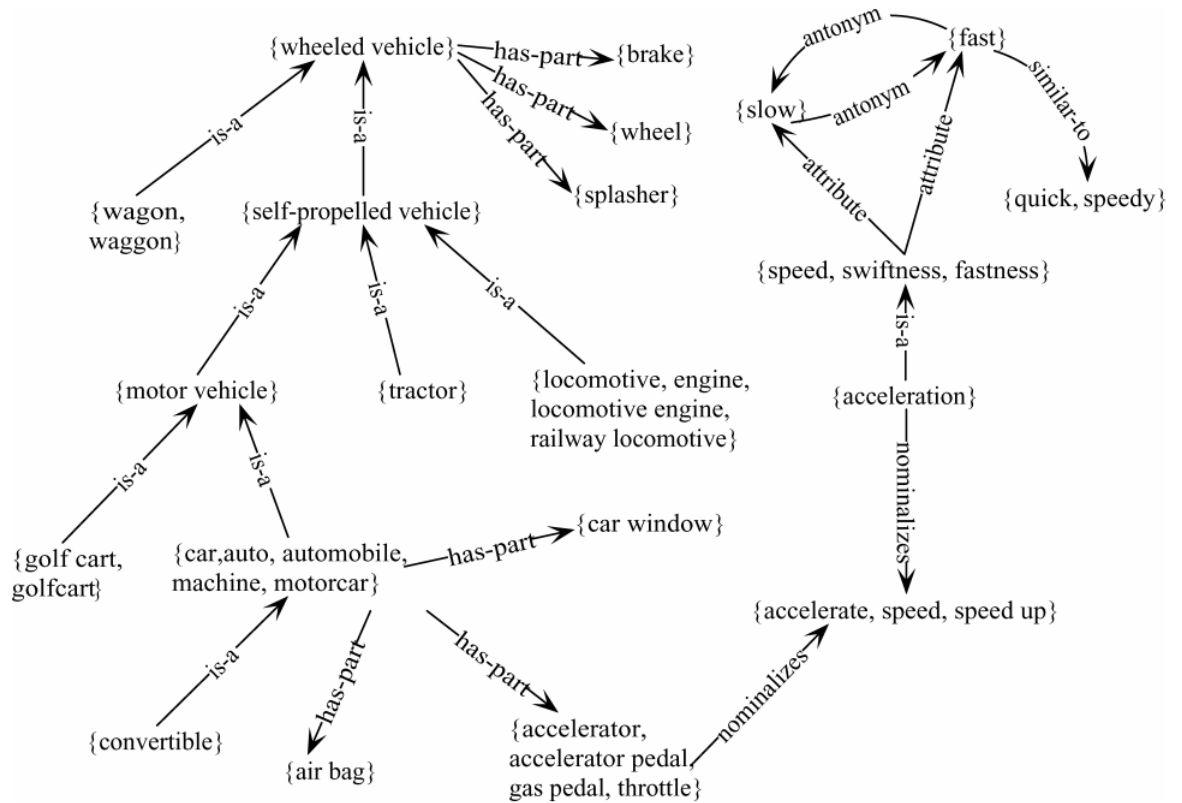 {wheeled vehicle}
has-part
{brake}
has-part
{wheel}
has-part
{splasher}
is-a
is-a
{wagon,
waggon}
{self-propelled vehicle}
is-a
is-a
is-a
{motor vehicle}
{tractor}
{locomotive, engine,
locomotive engine,
railway locomotive}
is-a
is-a
{golf cart,
golfcart}
{car,auto, automobile,
machine, motorcar}
has-part
{car window}
is-a
has-part
has-part
{convertible}
{air bag}
{accelerator,
accelerator pedal,
gas pedal, throttle}
nominalizes
antonym
{fast}
{slow}
antonym
similar-to
{quick, speedy}
attribute
attribute
{speed, swiftness, fastness}
is-a
{acceleration}
nominalizes
{accelerate, speed, speed up}